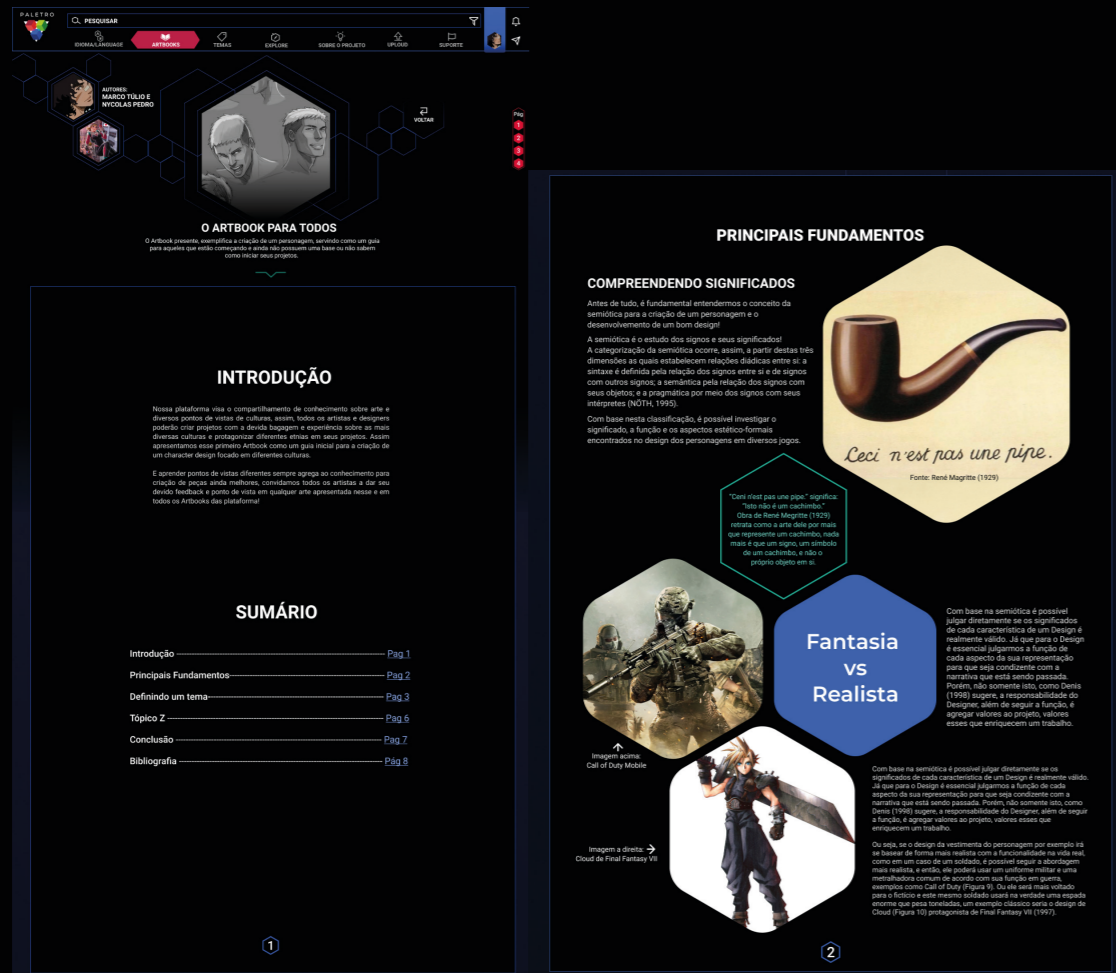 PALETRO
PESQUISAR
IDIOMA/LANGUAGE
ARTBOOKS
TEMAS
EXPLORE
SOBRE O PROJETO
UPLOUD
SUPORTE
AUTORES:
MARCO TÚLIO E
NYCOLAS PEDRO
VOLTAR
Pág
1
2
3
4
O ARTBOOK PARA TODOS
O Artbook presente, exemplifica a criação de um personagem, servindo como um guia
para aqueles que estão começando e ainda não possuem uma base ou não sabem
como iniciar seus projetos.
INTRODUÇÃO
Nossa plataforma visa o compartilhamento de conhecimento sobre arte e
diversos pontos de vistas de culturas, assim, todos os artistas e designers
poderão criar projetos com a devida bagagem e experiência sobre as mais
diversas culturas e protagonizar diferentes etnias em seus projetos. Assim
apresentamos esse primeiro Artbook como um guia inicial para a criação de
um character design focado em diferentes culturas.
E aprender pontos de vistas diferentes sempre agrega ao conhecimento para
criação de peças ainda melhores, convidamos todos os artistas a dar seu
devido feedback e ponto de vista em qualquer arte apresentada nesse e em
todos os Artbooks das plataforma!
SUMÁRIO
Introdução Pag 1
Principais Fundamentos Pag 2
Definindo um tema Pag 3
Tópico Z Pag 6
Conclusão Pag 7
Bibliografia Pág 8
1
PRINCIPAIS FUNDAMENTOS
COMPREENDENDO SIGNIFICADOS
Antes de tudo, é fundamental entendermos o conceito da
semiótica para a criação de um personagem e o
desenvolvimento de um bom design!
A semiótica é o estudo dos signos e seus significados!
A categorização da semiótica ocorre, assim, a partir destas três
dimensões as quais estabelecem relações diádicas entre si: a
sintaxe é definida pela relação dos signos entre si e de signos
com outros signos; a semântica pela relação dos signos com
seus objetos; e a pragmática por meio dos signos com seus
intérpretes (NÖTH, 1995).
Com base nesta classificação, é possível investigar o
significado, a função e os aspectos estético-formais
encontrados no design dos personagens em diversos jogos.
Ceci n'est pas une pipe.
Fonte: René Magritte (1929)
"Ceni n'est pas une pipe." significa:
"Isto não é um cachimbo."
Obra de René Megritte (1929)
retrata como a arte dele por mais
que represente um cachimbo, nada
mais é que um signo, um símbolo
de um cachimbo, e não o
próprio objeto em si.
Fantasia
vs
Realista
Com base na semiótica é possível
julgar diretamente se os significados
de cada característica de um Design é
realmente válido. Já que para o Design
é essencial julgarmos a função de
cada aspecto da sua representação
para que seja condizente com a
narrativa que está sendo passada.
Porém, não somente isto, como Denis
(1998) sugere, a responsabilidade do
Designer, além de seguir a função, é
agregar valores ao projeto, valores
esses que enriquecem um trabalho.
Imagem acima:
Call of Duty Mobile
Imagem a direita:
Cloud de Final Fantasy VII
Com base na semiótica é possível julgar diretamente se os
significados de cada característica de um Design é realmente válido.
Já que para o Design é essencial julgarmos a função de cada
aspecto da sua representação para que seja condizente com a
narrativa que está sendo passada. Porém, não somente isto, como
Denis (1998) sugere, a responsabilidade do Designer, além de seguir
a função, é agregar valores ao projeto, valores esses que
enriquecem um trabalho.
Ou seja, se o design da vestimenta do personagem por exemplo irá
se basear de forma mais realista com a funcionalidade na vida real,
como em um caso de um soldado, é possível seguir a abordagem
mais realista, e então, ele poderá usar um uniforme militar e uma
metralhadora comum de acordo com sua função em guerra,
exemplos como Call of Duty (Figura 9). Ou ele será mais voltado
para o fictício e este mesmo soldado usará na verdade uma espada
enorme que pesa toneladas, um exemplo clássico seria o design de
Cloud (Figura 10) protagonista de Final Fantasy VII (1997).
2